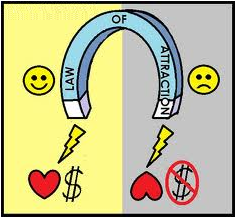 LAW OF ATTRACTION
$ $